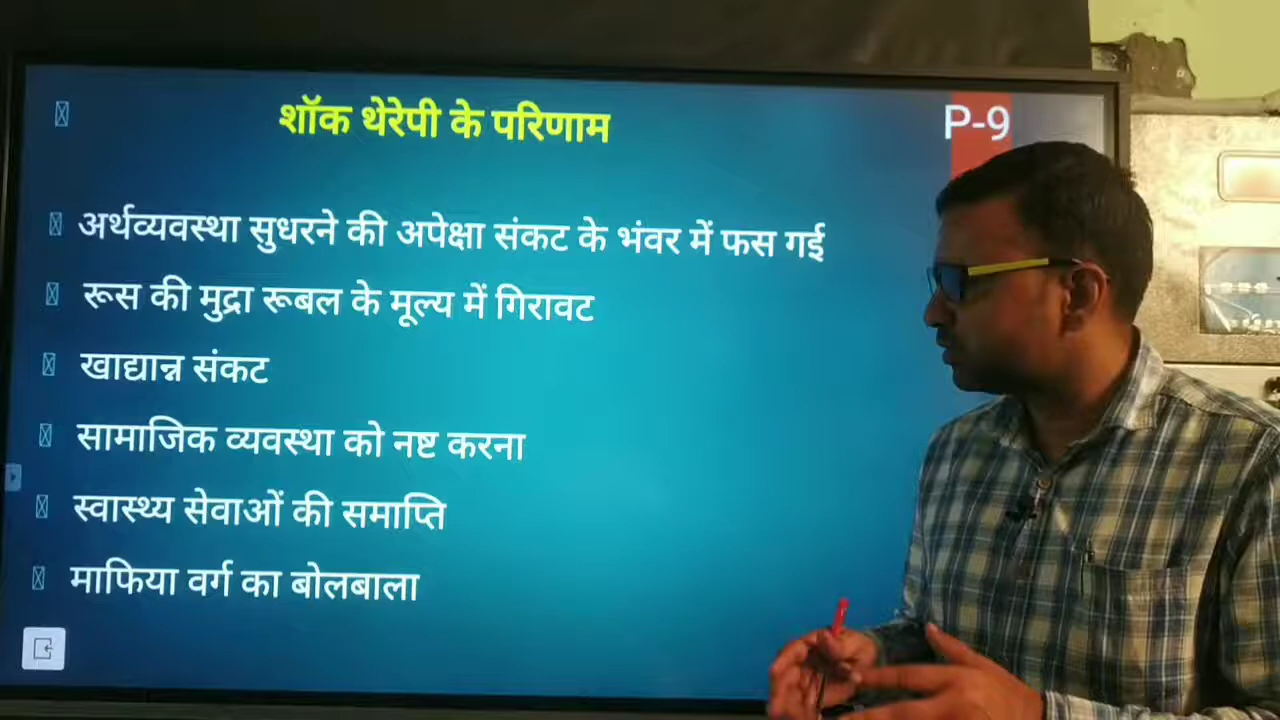 शॉक थेरेपी के परिणाम
P-9
अर्थव्यवस्था सुधरने की अपेक्षा संकट के भंवर में फस गई
रूस की मुद्रा रूबल के मूल्य में गिरावट
खाद्यान्न संकट
सामाजिक व्यवस्था को नष्ट करना
स्वास्थ्य सेवाओं की समाप्ति
माफिया वर्ग का बोलबाला